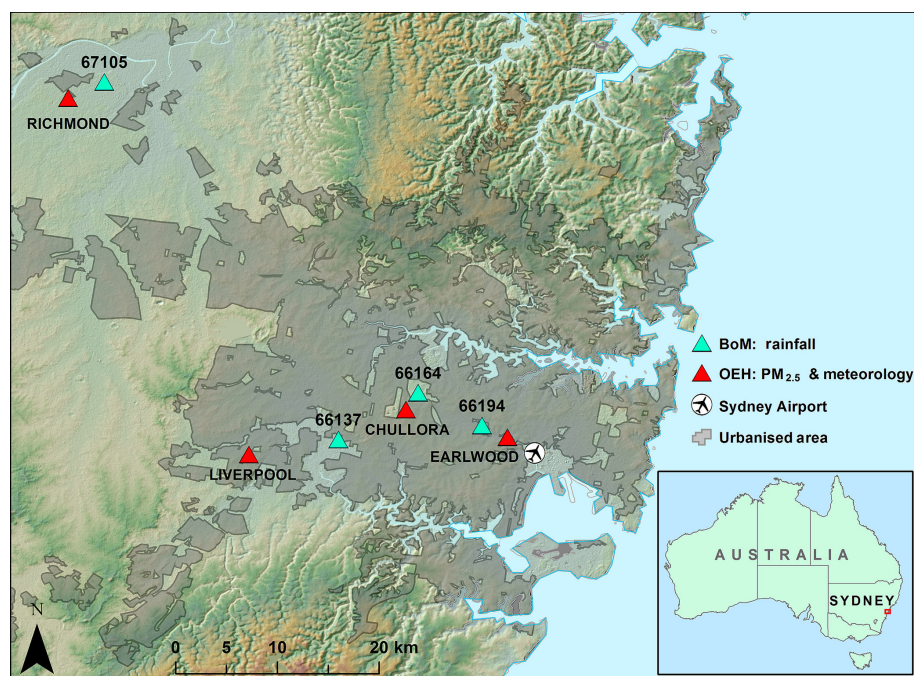 67105
RICHMOND
66164
CHULLORA
66194
EARLWOOD
66137
LIVERPOOL
BoM: rainfall
OEH: PM2.5 & meteorology
Sydney Airport
Urbanised area
AUSTRALIA
SYDNEY
N
0 10 20 km